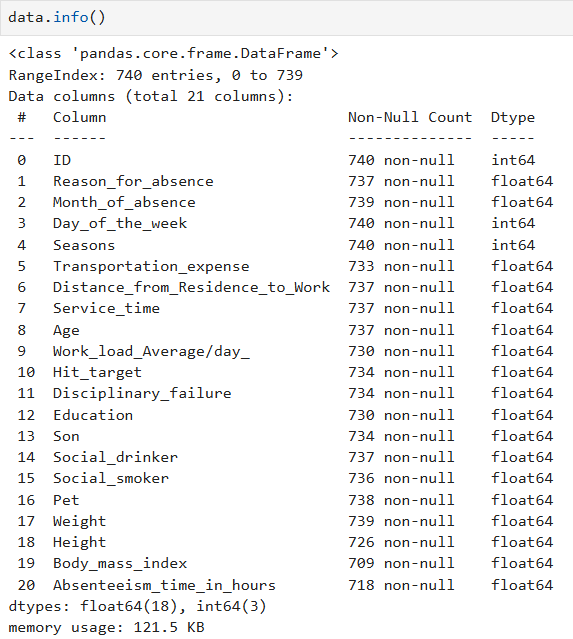 data.info()
<class 'pandas.core.frame.DataFrame'>
RangeIndex: 740 entries, 0 to 739
Data columns (total 21 columns):
 #   Column                           Non-Null Count  Dtype
---  ------                           --------------  -----
 0   ID                               740 non-null    int64
 1   Reason_for_absence               737 non-null    float64
 2   Month_of_absence                 739 non-null    float64
 3   Day_of_the_week                  740 non-null    int64
 4   Seasons                          740 non-null    int64
 5   Transportation_expense           733 non-null    float64
 6   Distance_from_Residence_to_Work  737 non-null    float64
 7   Service_time                     737 non-null    float64
 8   Age                              737 non-null    float64
 9   Work_load_Average/day_           730 non-null    float64
 10  Hit_target                       734 non-null    float64
 11  Disciplinary_failure             734 non-null    float64
 12  Education                        730 non-null    float64
 13  Son                              734 non-null    float64
 14  Social_drinker                   737 non-null    float64
 15  Social_smoker                    736 non-null    float64
 16  Pet                              738 non-null    float64
 17  Weight                           739 non-null    float64
 18  Height                           726 non-null    float64
 19  Body_mass_index                  709 non-null    float64
 20  Absenteeism_time_in_hours        718 non-null    float64
dtypes: float64(18), int64(3)
memory usage: 121.5 KB